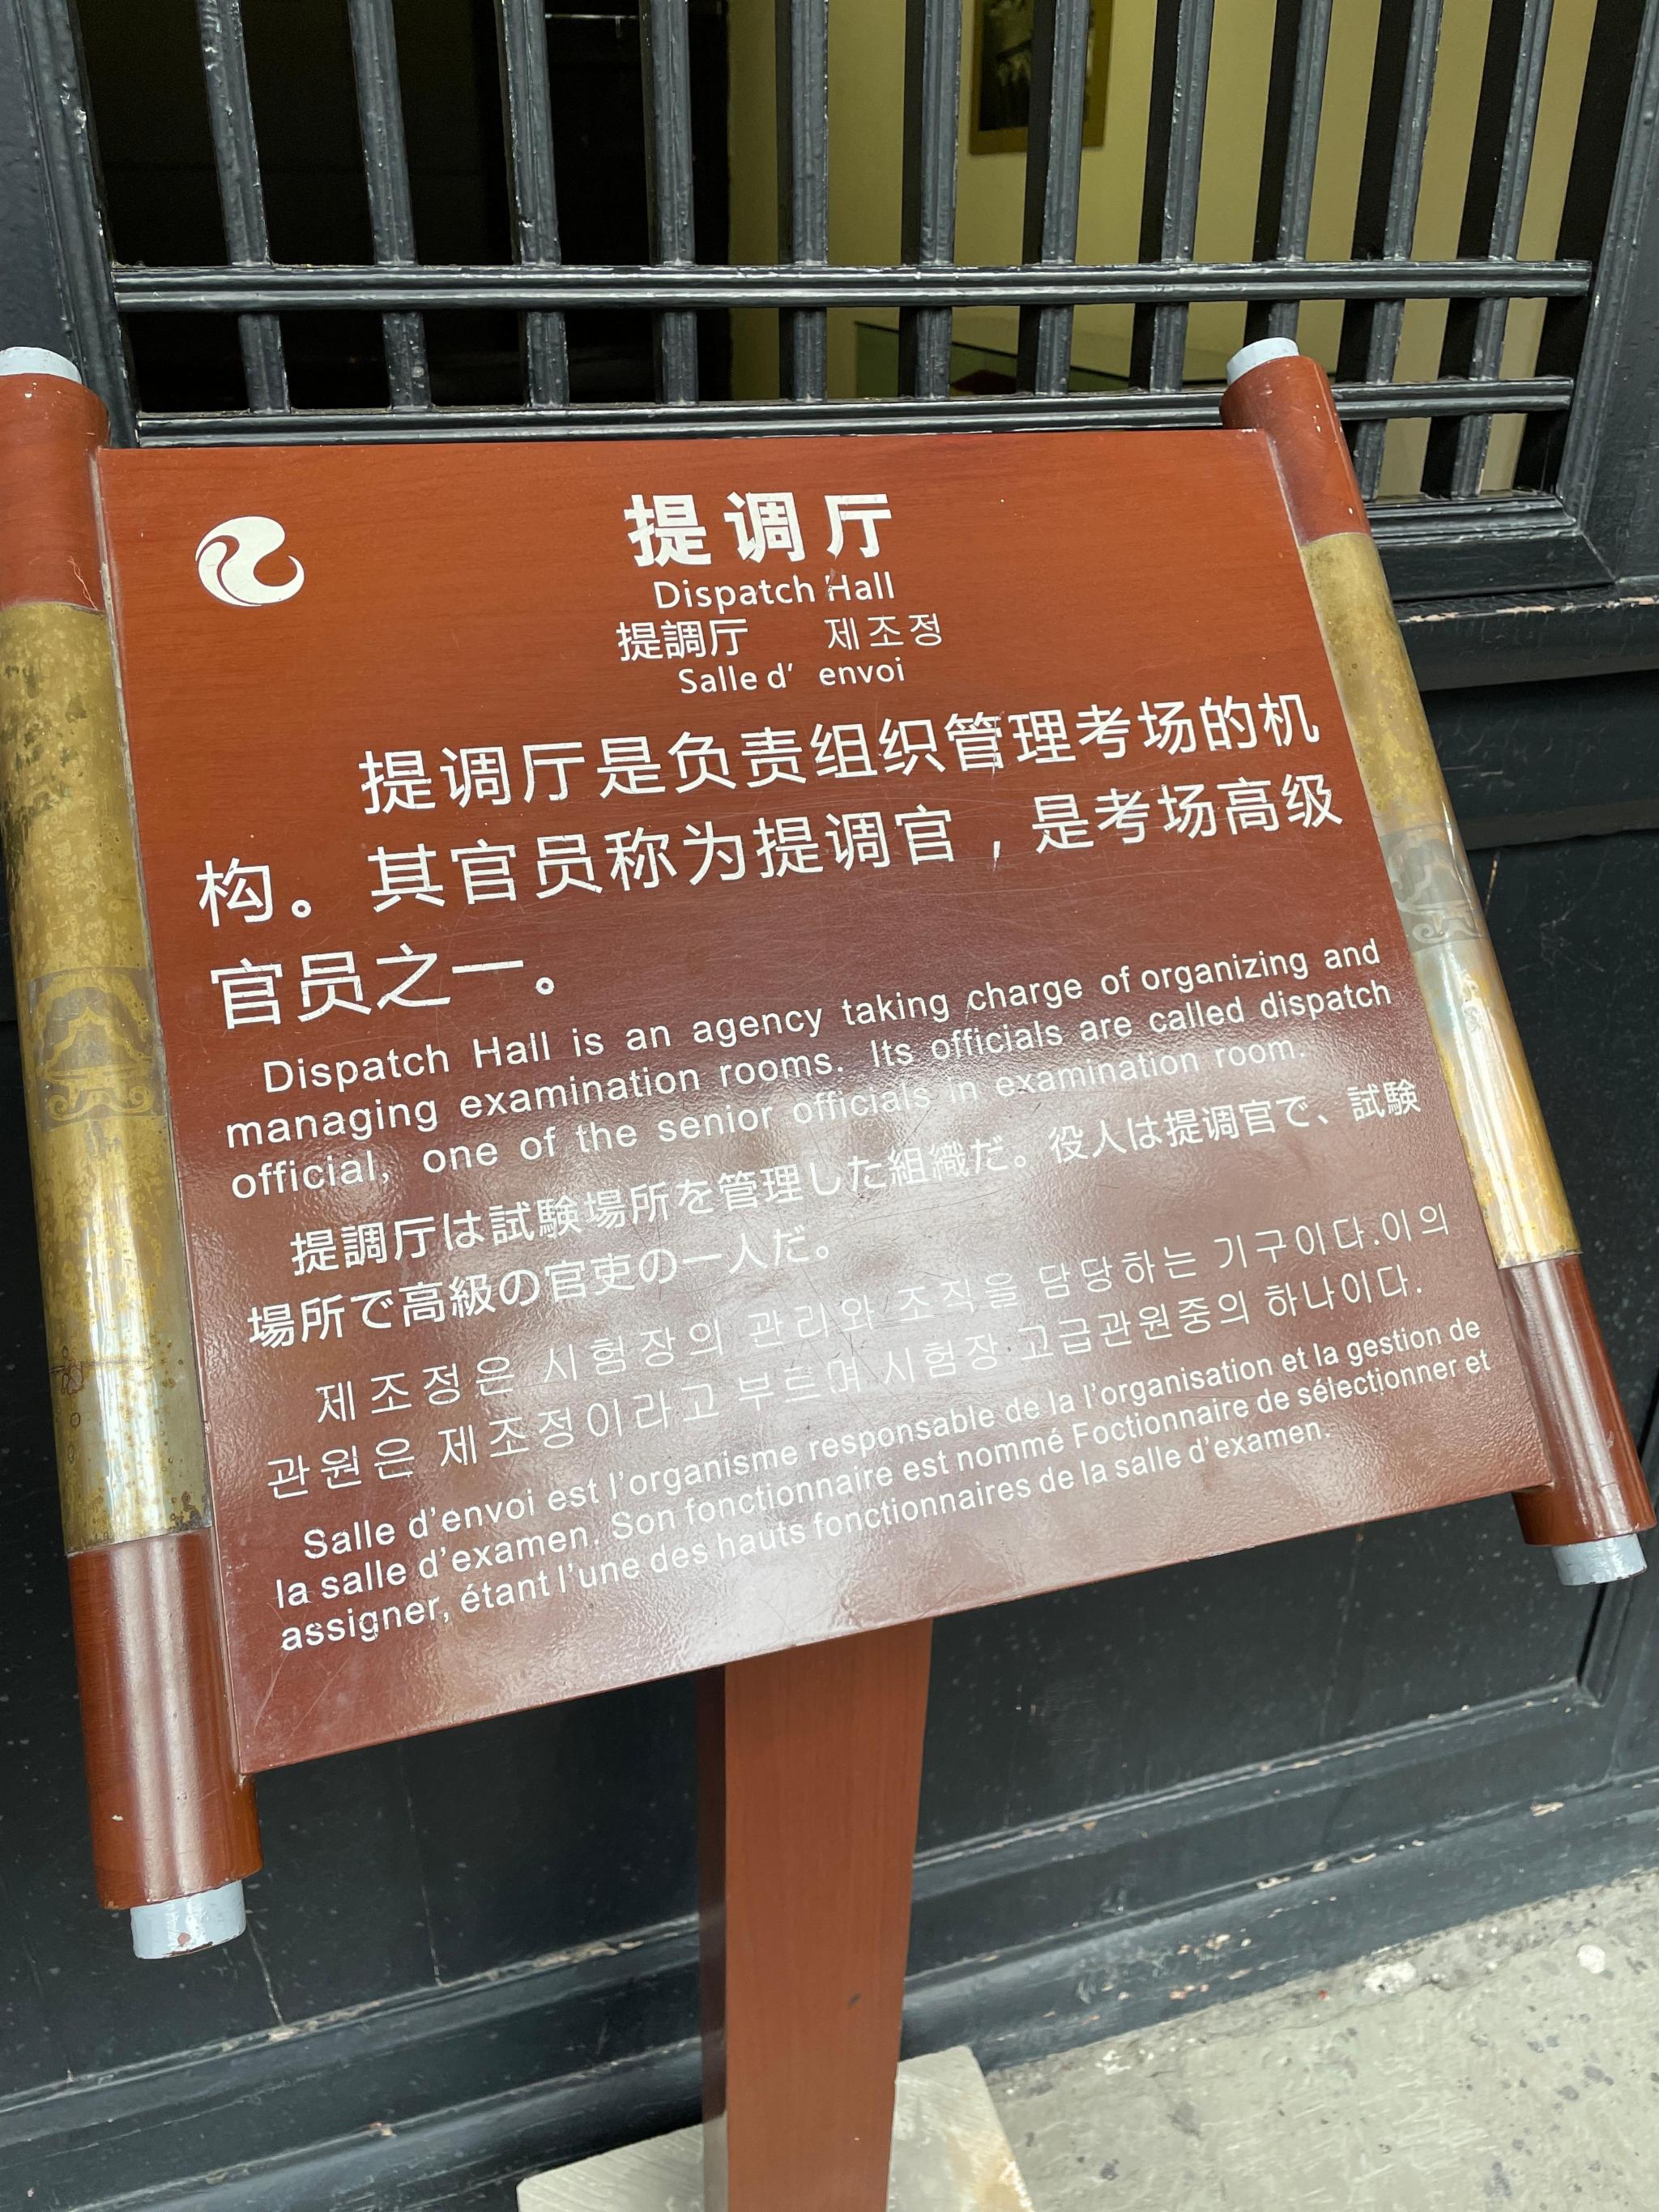 提调厅
Dispatch Hall
提調厅 제조정
Salle d' envoi
提调厅是负责组织管理考场的机
构。其官员称为提调官，是考场高级
官员之一。
Dispatch Hall is an agency taking charge of organizing and
managing examination rooms. Its officials are called dispatch
official, one of the senior officials in examination room.
提調厅は試験場所を管理した組織だ。役人は提调官で、試験
場所で高級の官吏の一人だ。
제조정은 시험장의 관리와 조직을 담당하는 기구이다.이의
관원은 제조정이라고 부르며 시험장 고급관원중의 하나이다.
Salle d'envoi est l'organisme responsable de la l'organisation et la gestion de
la salle d'examen. Son fonctionnaire est nommé Foctionnaire de sélectionner et
assigner, étant l'une des hauts fonctionnaires de la salle d'examen.